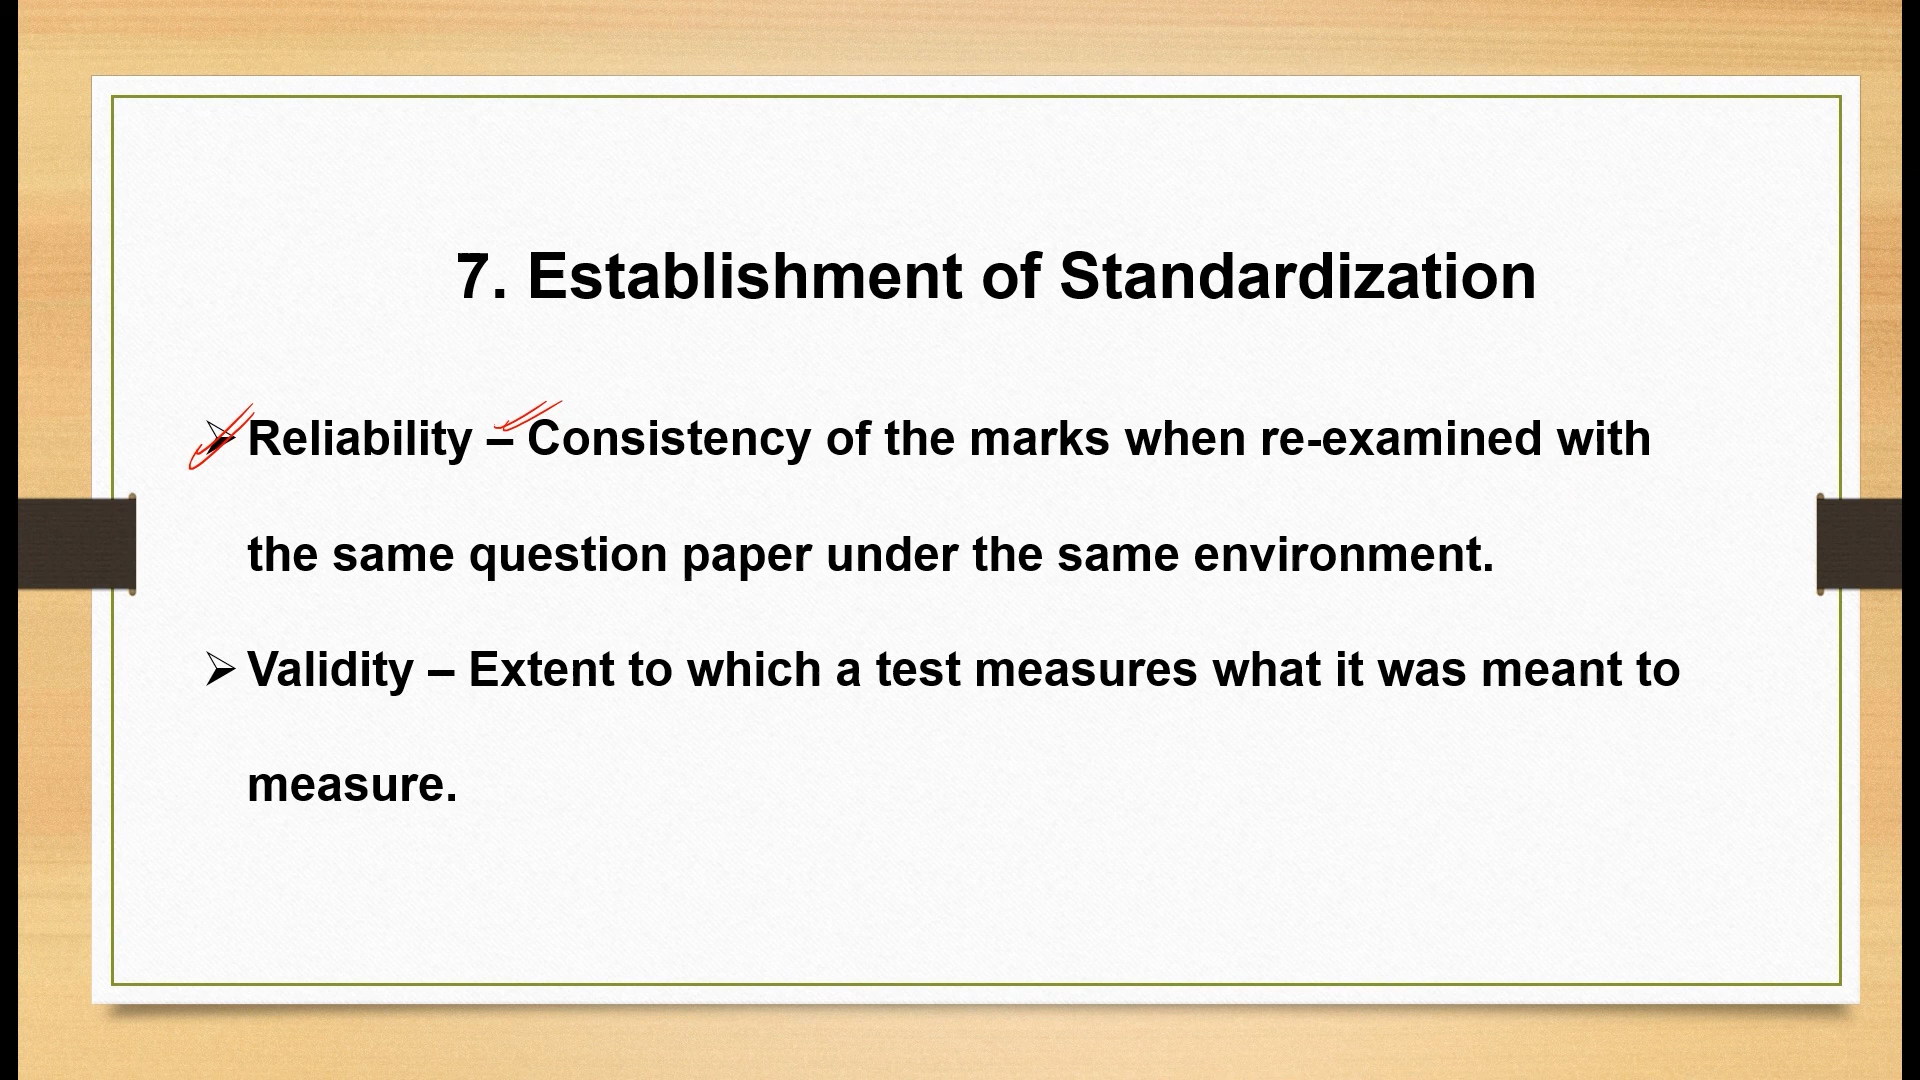 7. Establishment of Standardization
➢ Reliability – Consistency of the marks when re-examined with
the same question paper under the same environment.
➢ Validity – Extent to which a test measures what it was meant to
measure.